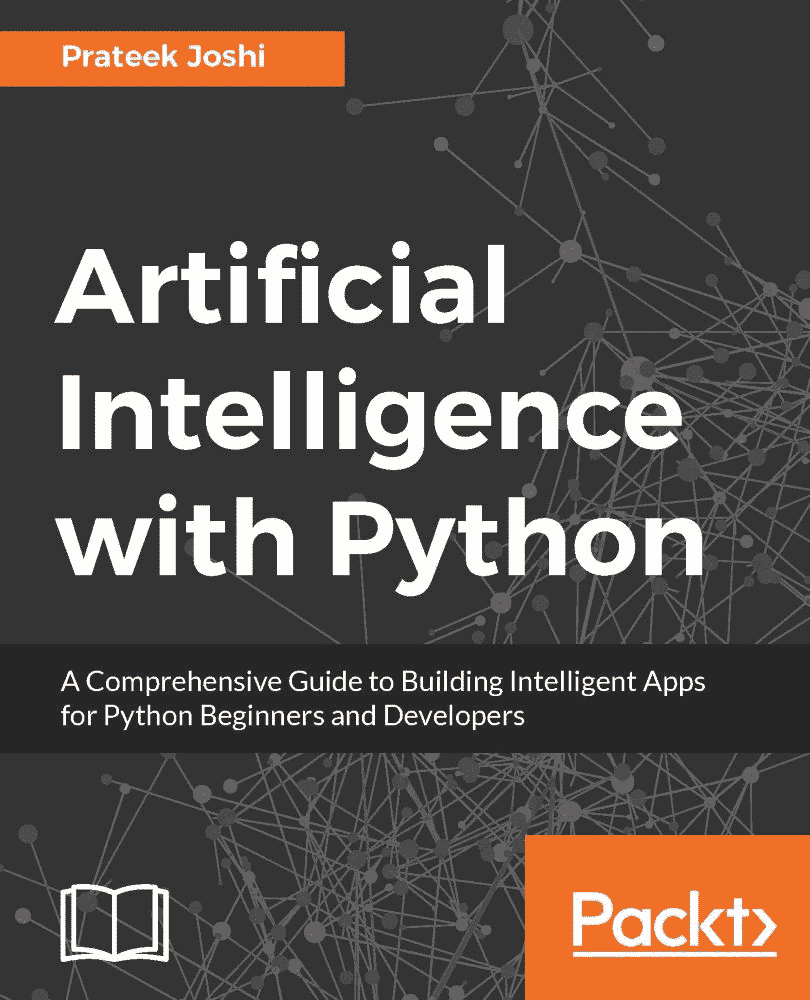 Prateek Joshi
Artificial
Intelligence
with Python
A Comprehensive Guide to Building Intelligent Apps
for Python Beginners and Developers
Packt>